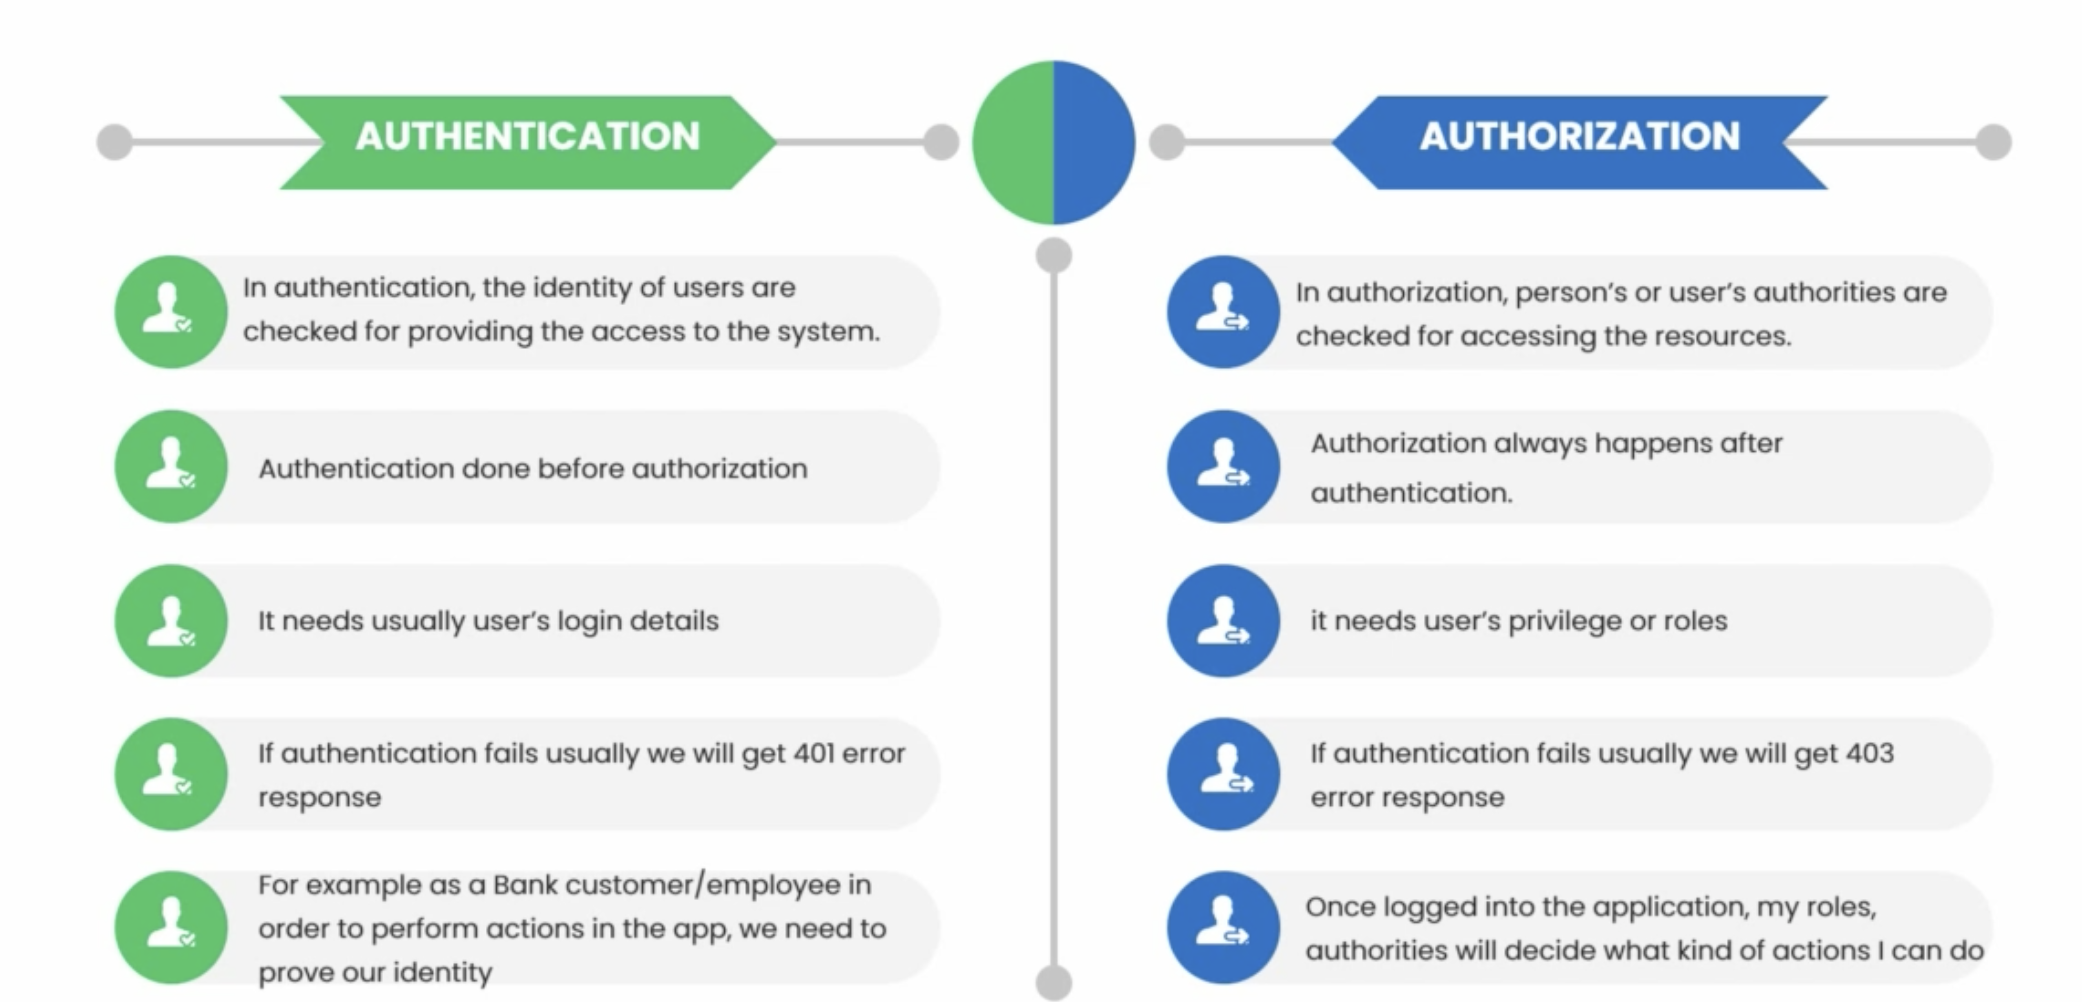 AUTHENTICATION
In authentication, the identity of users are
checked for providing the access to the system.
Authentication done before authorization
It needs usually user's login details
If authentication fails usually we will get 401 error
response
For example as a Bank customer/employee in
order to perform actions in the app, we need to
prove our identity
AUTHORIZATION
In authorization, person's or user's authorities are
checked for accessing the resources.
Authorization always happens after
authentication.
it needs user's privilege or roles
If authentication fails usually we will get 403
error response
Once logged into the application, my roles,
authorities will decide what kind of actions I can do